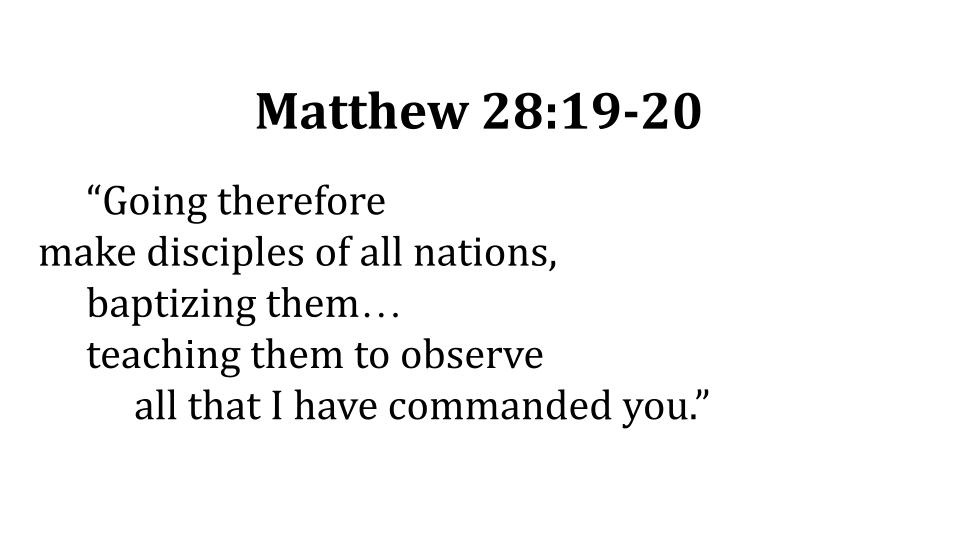 Matthew 28:19-20
“Going therefore
make disciples of all nations,
baptizing them…
teaching them to observe
all that I have commanded you.”